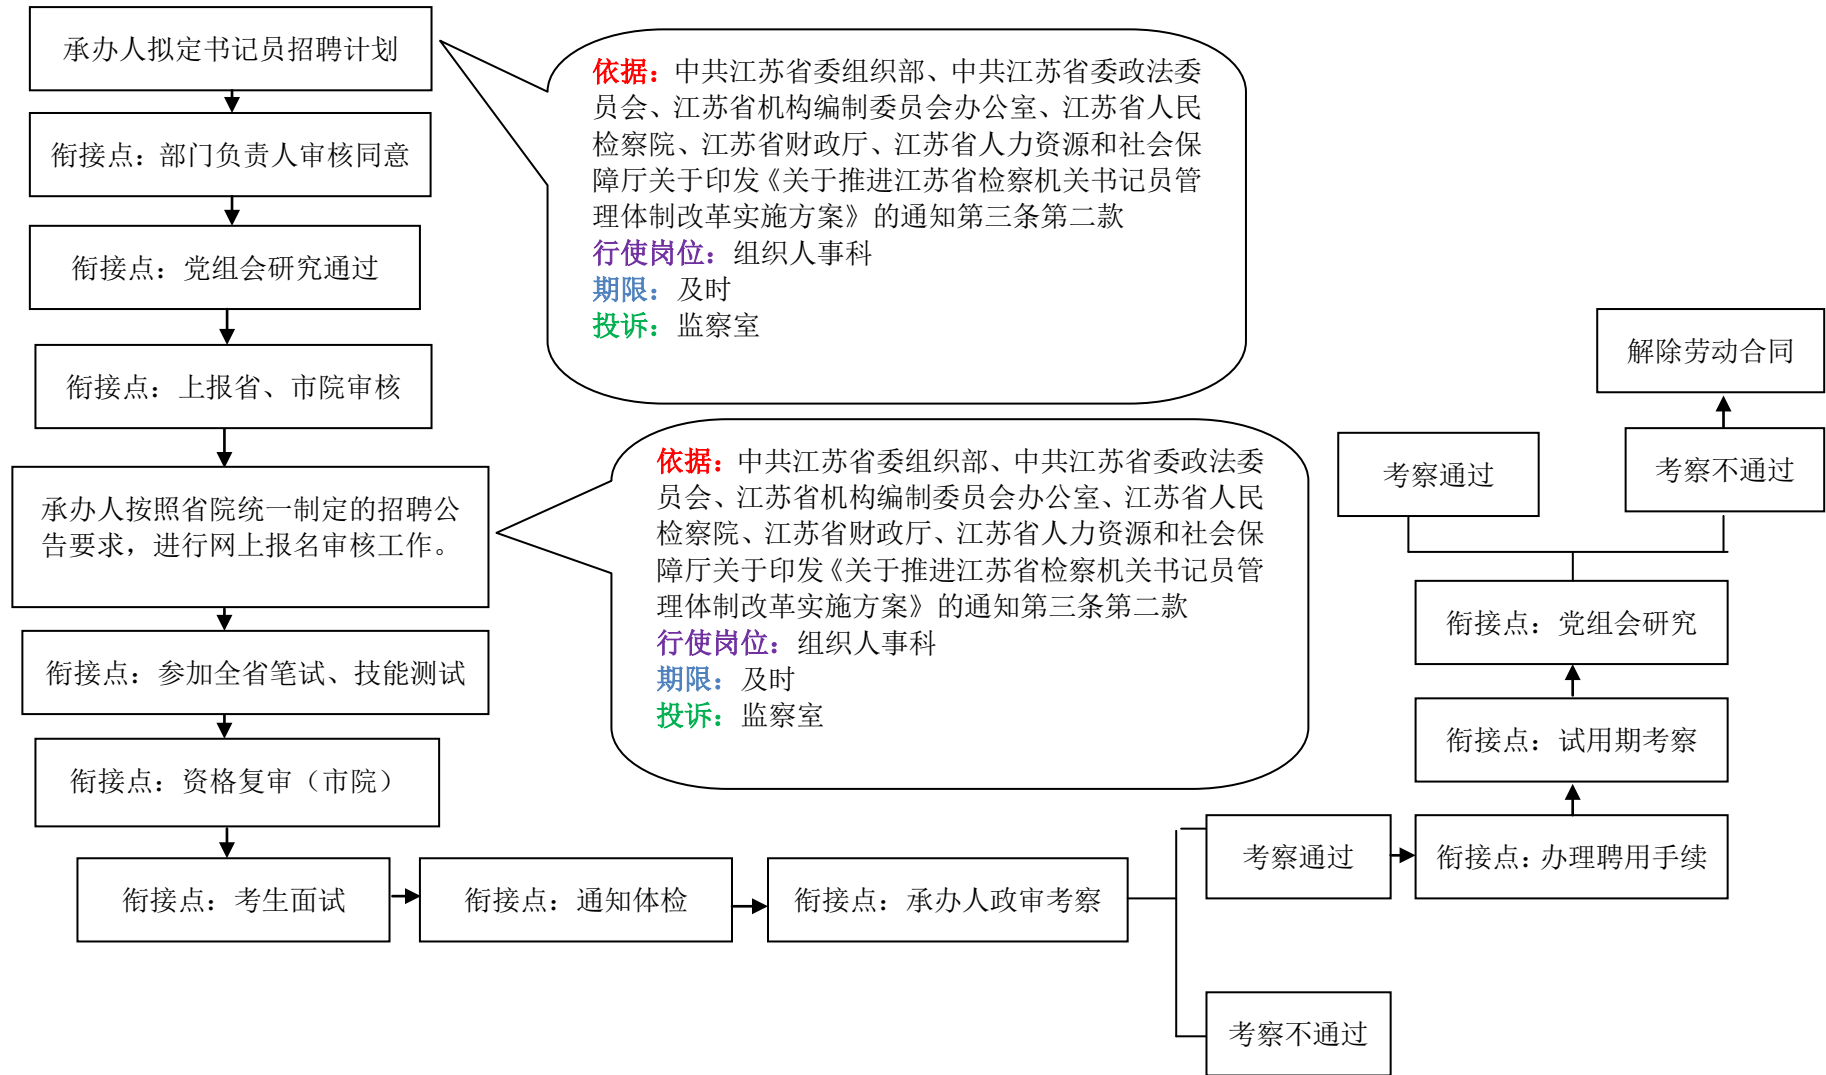 承办人拟定书记员招聘计划
衔接点：部门负责人审核同意
衔接点：党组会研究通过
衔接点：上报省、市院审核
承办人按照省院统一制定的招聘公
告要求，进行网上报名审核工作。
衔接点：参加全省笔试、技能测试
衔接点：资格复审（市院）
衔接点：考生面试
衔接点：通知体检
衔接点：承办人政审考察
依据：中共江苏省委组织部、中共江苏省委政法委
员会、江苏省机构编制委员会办公室、江苏省人民
检察院、江苏省财政厅、江苏省人力资源和社会保
障厅关于印发《关于推进江苏省检察机关书记员管
理体制改革实施方案》的通知第三条第二款
行使岗位：组织人事科
期限：及时
投诉：监察室
依据：中共江苏省委组织部、中共江苏省委政法委
员会、江苏省机构编制委员会办公室、江苏省人民
检察院、江苏省财政厅、江苏省人力资源和社会保
障厅关于印发《关于推进江苏省检察机关书记员管
理体制改革实施方案》的通知第三条第二款
行使岗位：组织人事科
期限：及时
投诉：监察室
考察通过
考察不通过
衔接点：办理聘用手续
衔接点：试用期考察
衔接点：党组会研究
考察通过
考察不通过
解除劳动合同